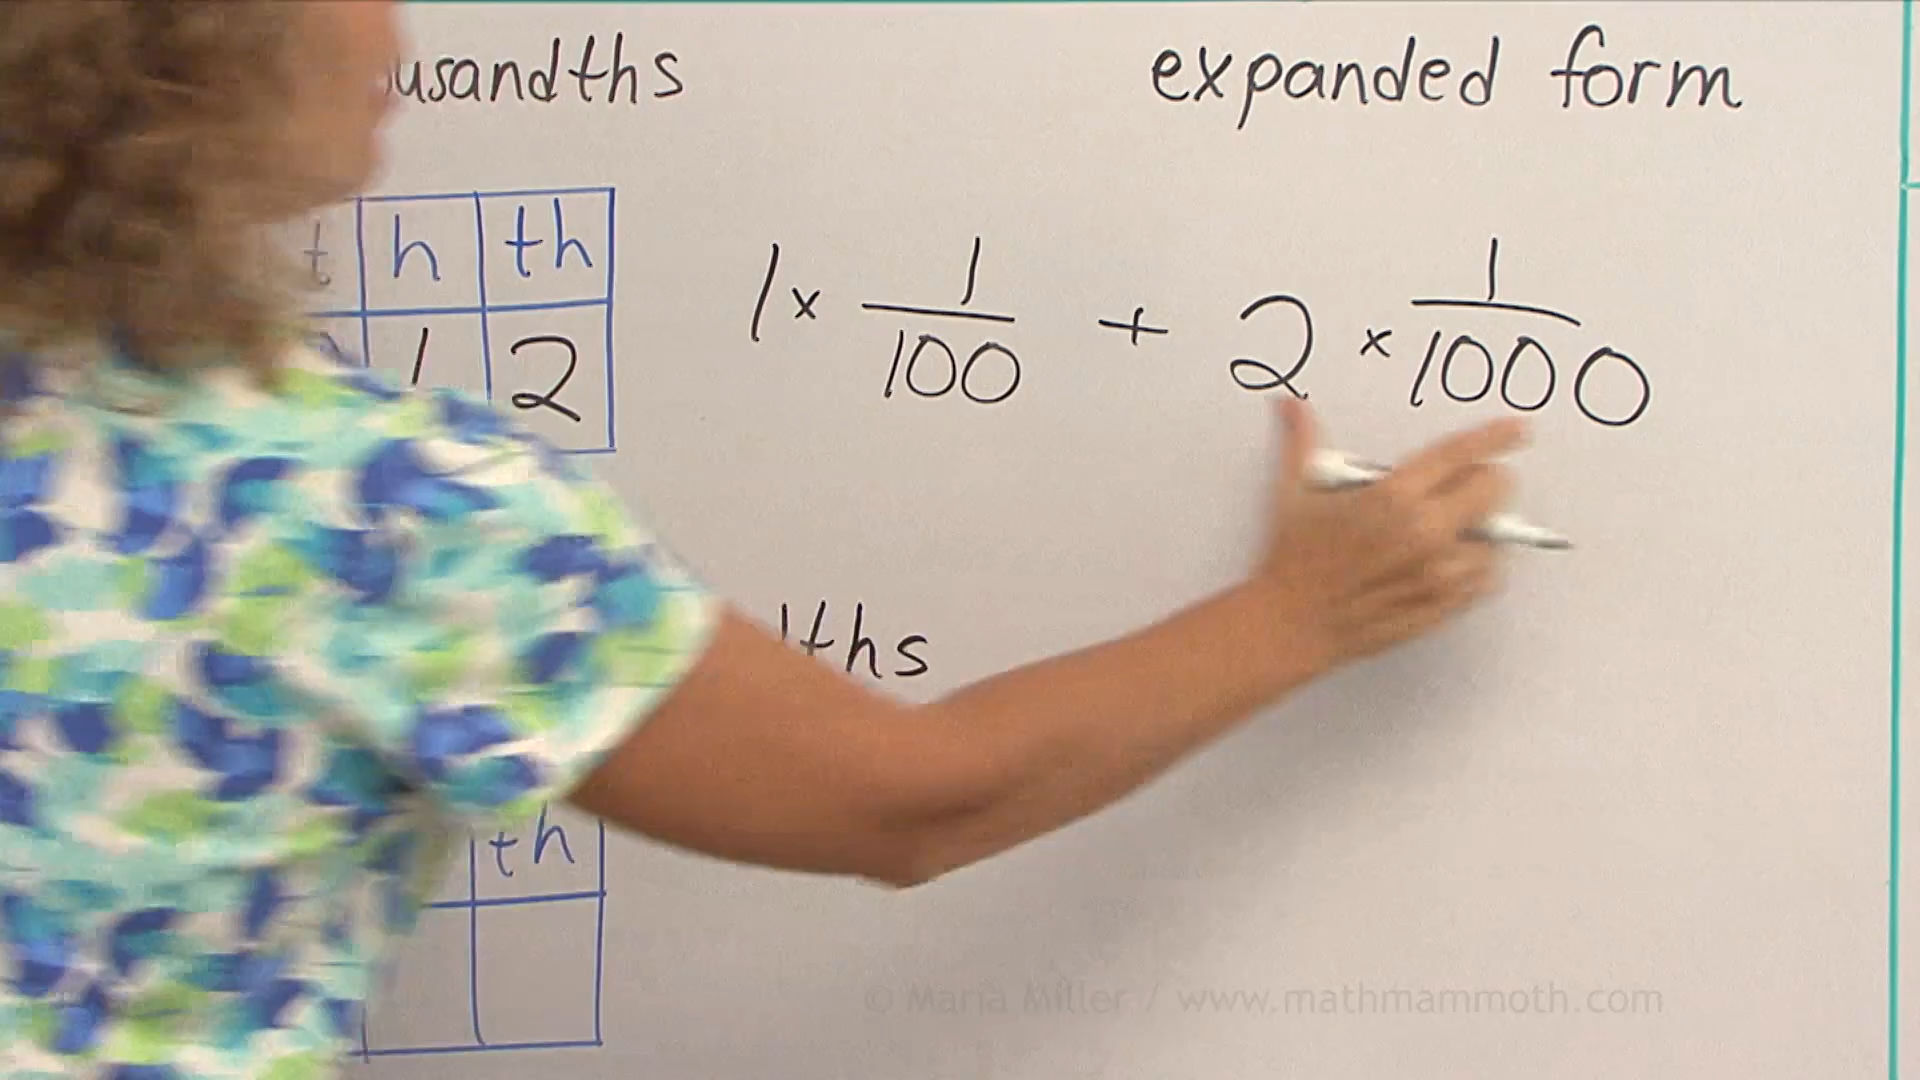 usandths
expanded form
t h th
1 2
1 × 1/100 + 2 × 1/1000
ths
th
© Maria Miller / www.mathmammoth.com